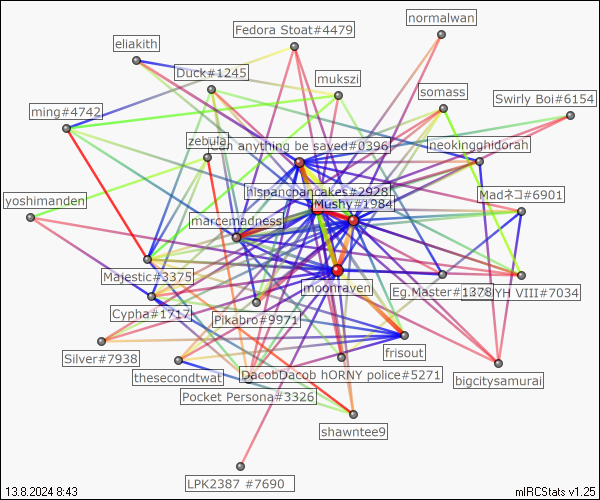 normalwan
Fedora Stoat#4479
eliakith
Duck#1245
mukszi
somass
Swirly Boi#6154
ming#4742
zebula
Can anything be saved#0396
neokingghidorah
hispancpancakes#2928
Madネコ#6901
yoshimanden
Mushy#1984
marcemadness
Majestic#3375
moonraven
Eg.Master#1378
YH VIII#7034
Cypha#1717
Pikabro#9971
Silver#7938
frisout
thesecondtwat
DacobDacob hORNY police#5271
bigcitysamurai
Pocket Persona#3326
shawntee9
LPK2387 #7690
13.8.2024 8:43
mIRCStats v1.25